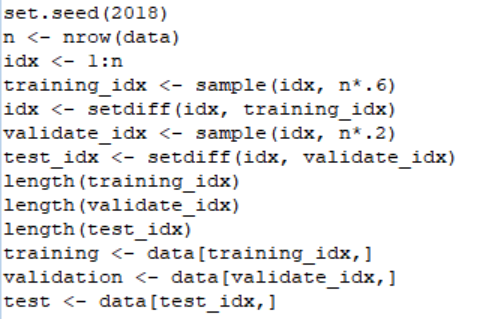 set.seed(2018)
n <- nrow(data)
idx <- 1:n
training_idx <- sample(idx, n*.6)
idx <- setdiff(idx, training_idx)
validate_idx <- sample(idx, n*.2)
test_idx <- setdiff(idx, validate_idx)
length(training_idx)
length(validate_idx)
length(test_idx)
training <- data[training_idx,]
validation <- data[validate_idx,]
test <- data[test_idx,]